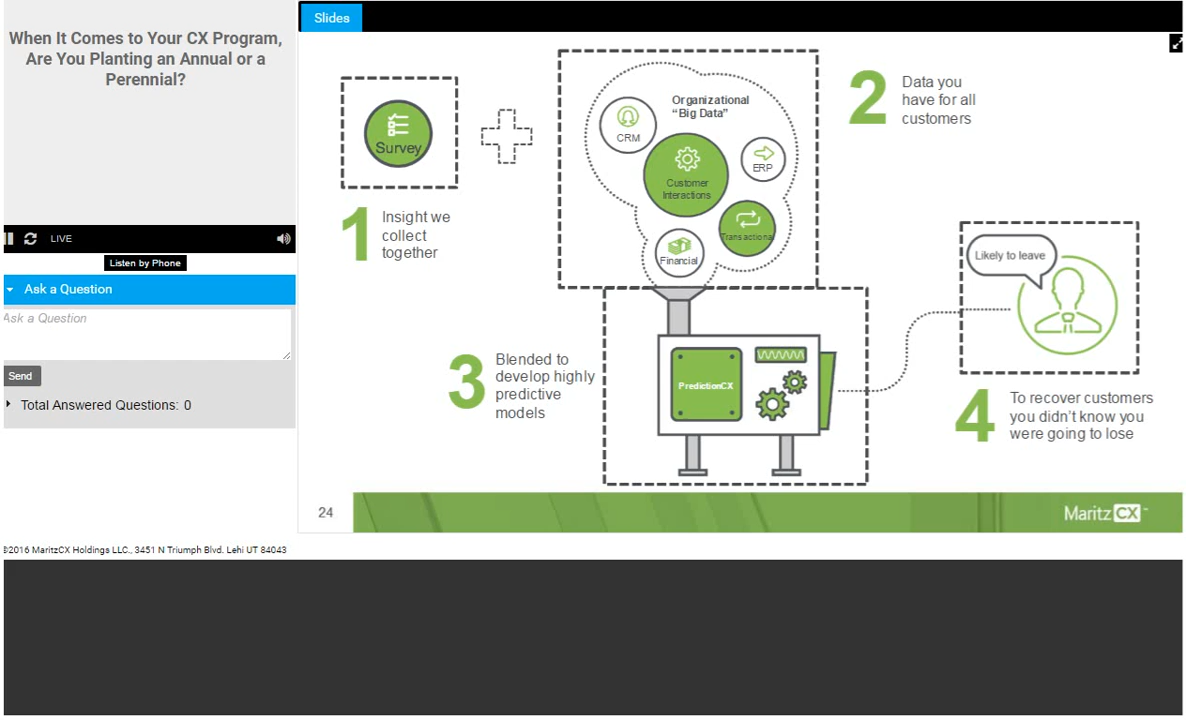 When It Comes to Your CX Program,
Are You Planting an Annual or a
Perennial?
LIVE
Listen by Phone
Ask a Question
Ask a Question
Send
Total Answered Questions: 0
Slides
Survey
1
Insight we
collect
together
Organizational
“Big Data”
CRM
Customer
Interactions
ERP
Transactional
Financial
2
Data you
have for all
customers
3
Blended to
develop highly
predictive
models
PredictionCX
Likely to leave
4
To recover customers
you didn’t know you
were going to lose
24
MaritzCX
©2016 MaritzCX Holdings LLC., 3451 N Triumph Blvd. Lehi UT 84043